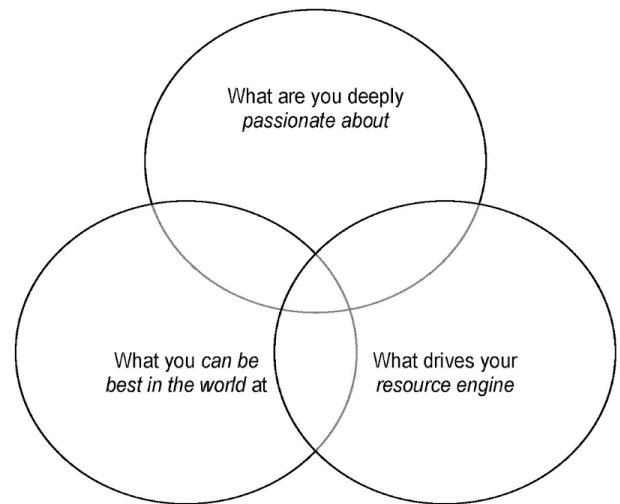 What are you deeply
passionate about
What you can be
best in the world at
What drives your
resource engine